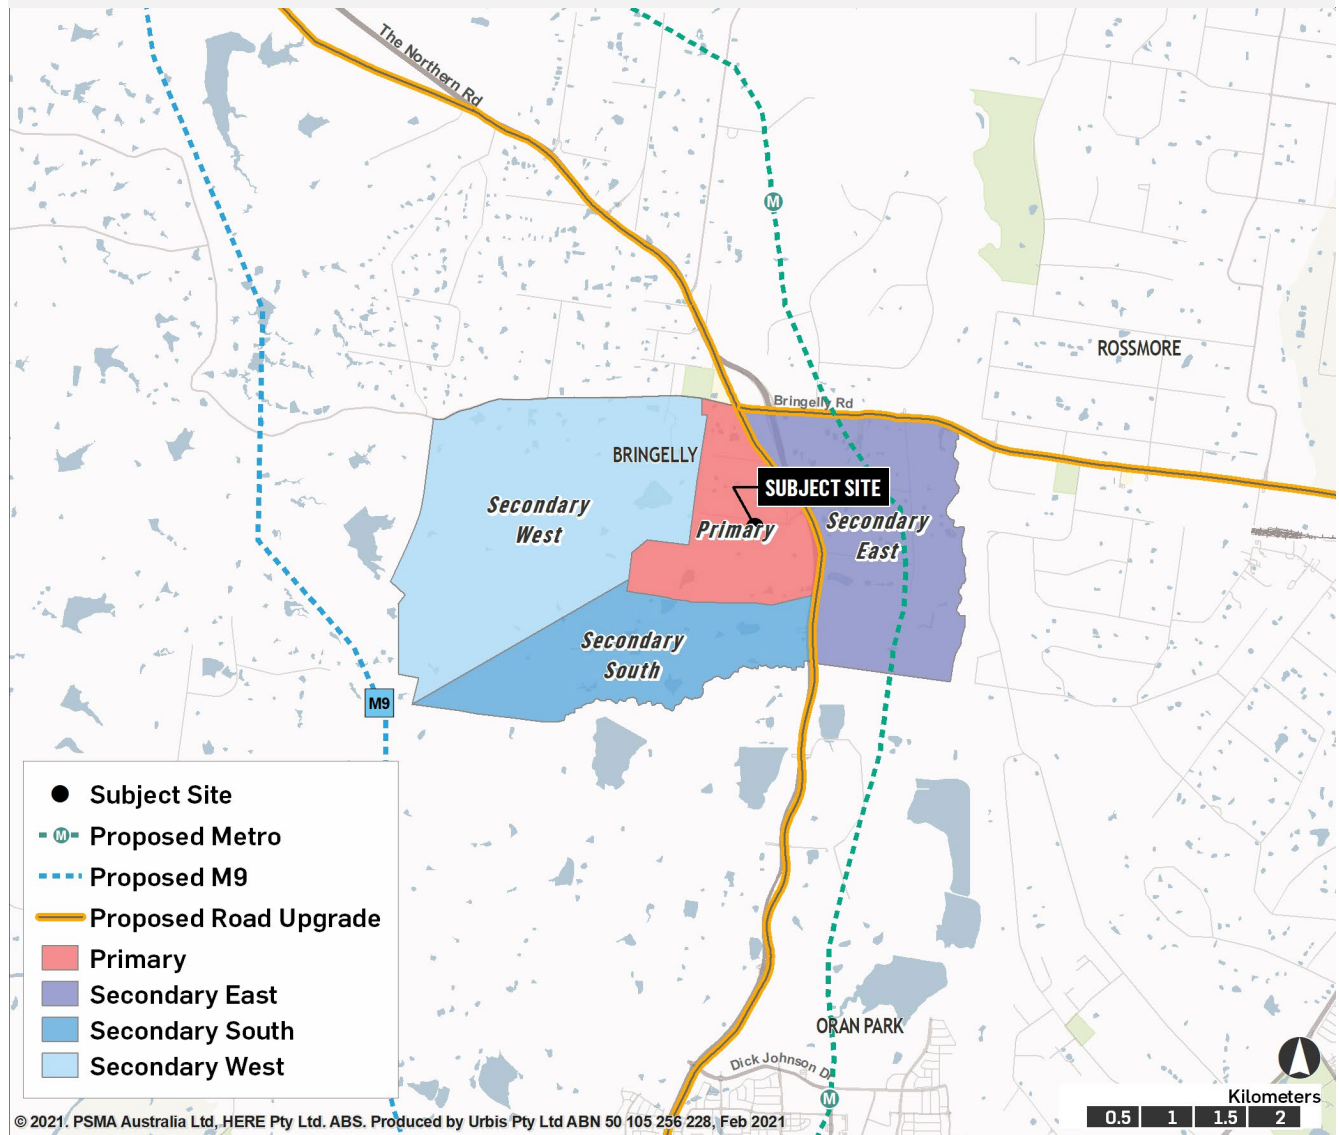 The Northern Rd
M
ROSSMORE
Bringelly Rd
BRINGELLY
SUBJECT SITE
Secondary
West
Primary
Secondary
East
Secondary
South
M9
Subject Site
M
Proposed Metro
Proposed M9
Proposed Road Upgrade
Primary
Secondary East
Secondary South
Secondary West
ORAN PARK
Dick Johnson Dr
M
Kilometers
0.5 1 1.5 2
© 2021. PSMA Australia Ltd, HERE Pty Ltd. ABS. Produced by Urbis Pty Ltd ABN 50 105 256 228, Feb 2021